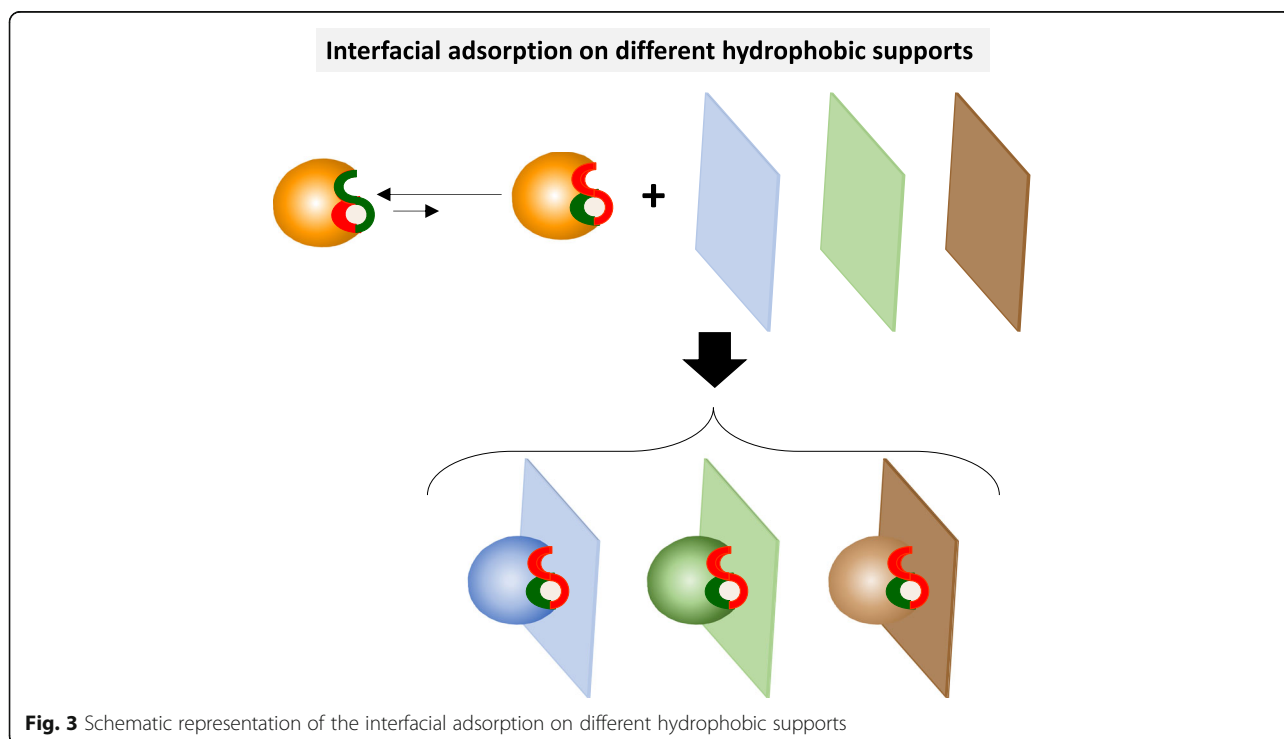 Interfacial adsorption on different hydrophobic supports
+
Fig. 3 Schematic representation of the interfacial adsorption on different hydrophobic supports